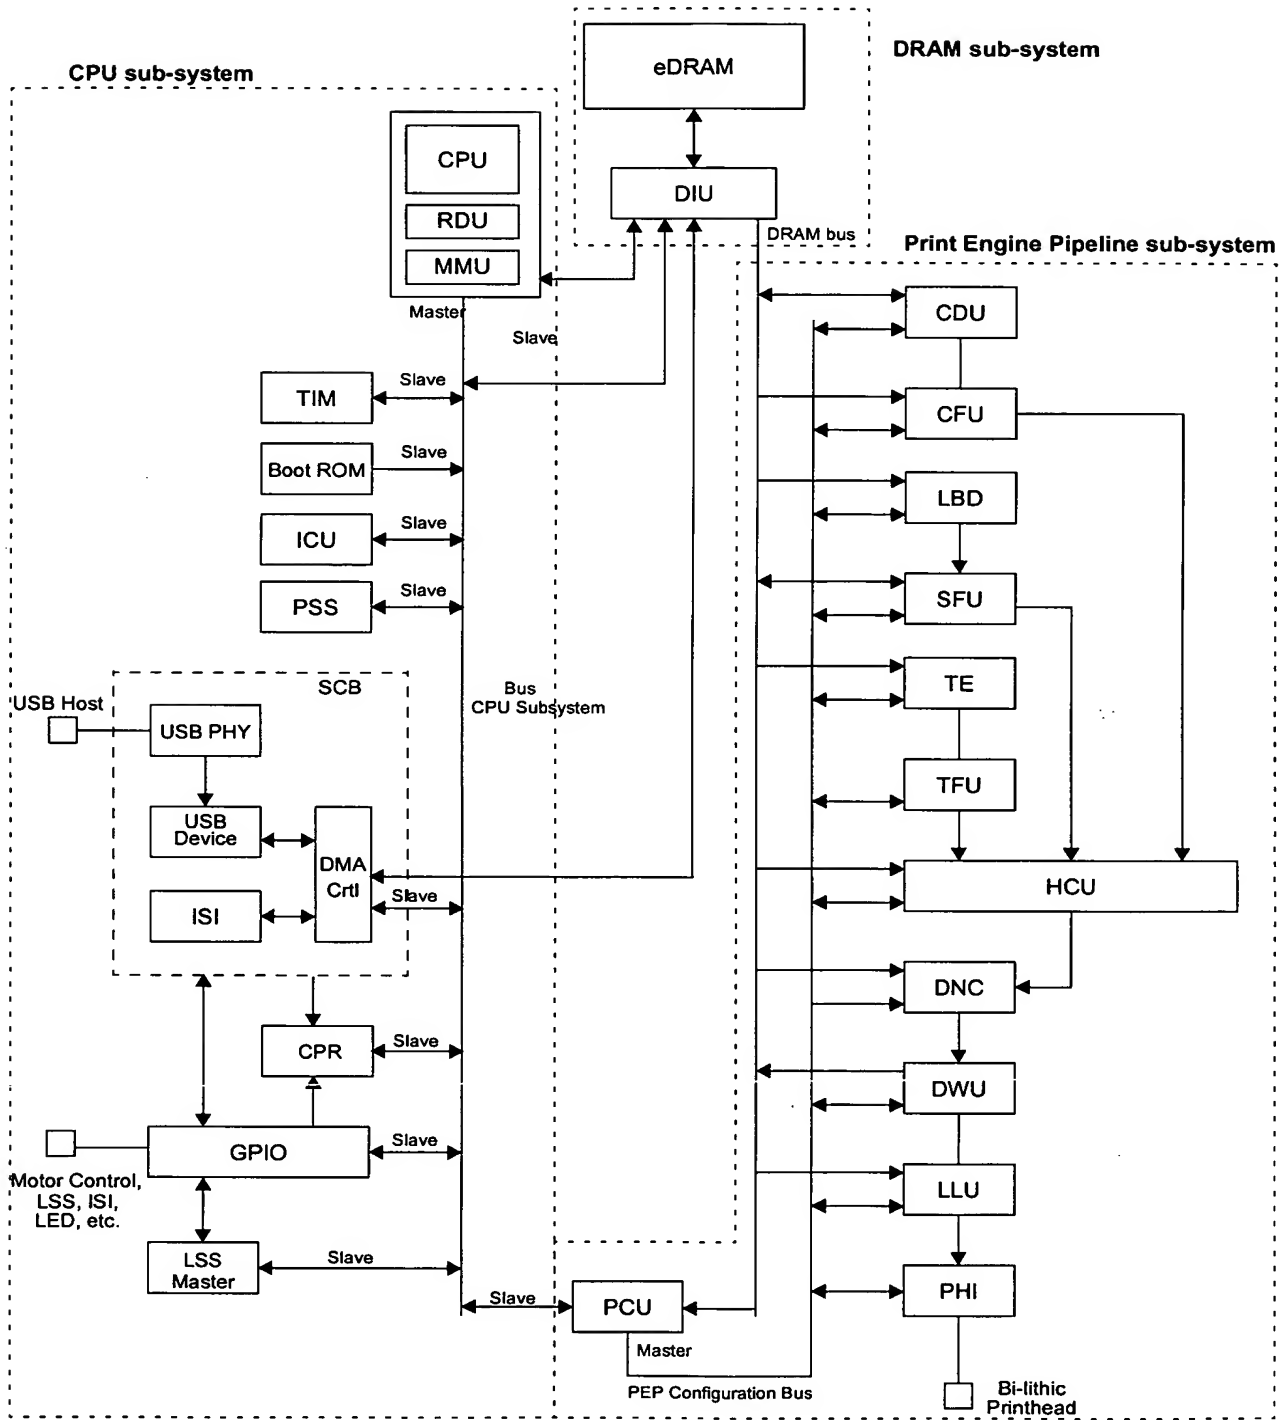 DRAM sub-system
CPU sub-system
eDRAM
CPU
RDU
MMU
DIU
DRAM bus
Print Engine Pipeline sub-system
Master
Slave
CDU
TIM
Slave
CFU
Boot ROM
Slave
LBD
ICU
Slave
PSS
Slave
SFU
SCB
Bus
CPU Subsystem
TE
USB Host
USB PHY
TFU
USB
Device
DMA
Crtl
Slave
ISI
HCU
DNC
CPR
Slave
DWU
GPIO
Slave
Motor Control,
LSS, ISI,
LED, etc.
LLU
LSS
Master
Slave
Slave
PCU
PHI
Master
PEP Configuration Bus
Bi-lithic
Printhead